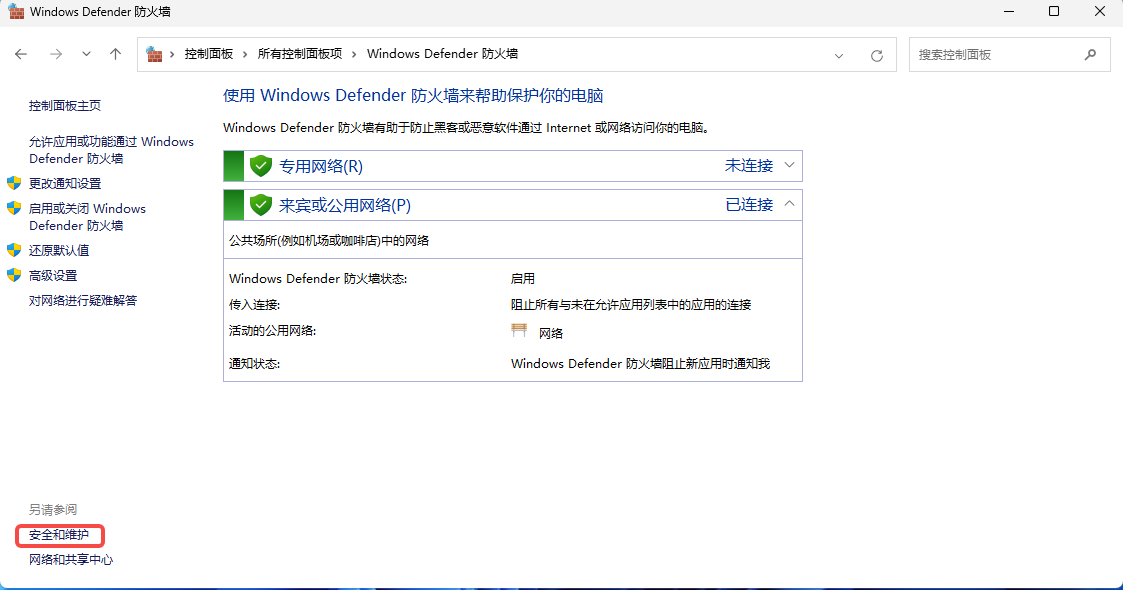 Windows Defender 防火墙
控制面板 › 所有控制面板项 › Windows Defender 防火墙
搜索控制面板
控制面板主页
允许应用或功能通过 Windows
Defender 防火墙
更改通知设置
启用或关闭 Windows
Defender 防火墙
还原默认值
高级设置
对网络进行疑难解答
使用 Windows Defender 防火墙来帮助保护你的电脑
Windows Defender 防火墙有助于防止黑客或恶意软件通过 Internet 或网络访问你的电脑。
专用网络(R) 未连接
来宾或公用网络(P) 已连接
公共场所(例如机场或咖啡店)中的网络
Windows Defender 防火墙状态: 启用
传入连接: 阻止所有与未在允许应用列表中的应用的连接
活动的公用网络: 网络
通知状态: Windows Defender 防火墙阻止新应用时通知我
另请参阅
安全和维护
网络和共享中心